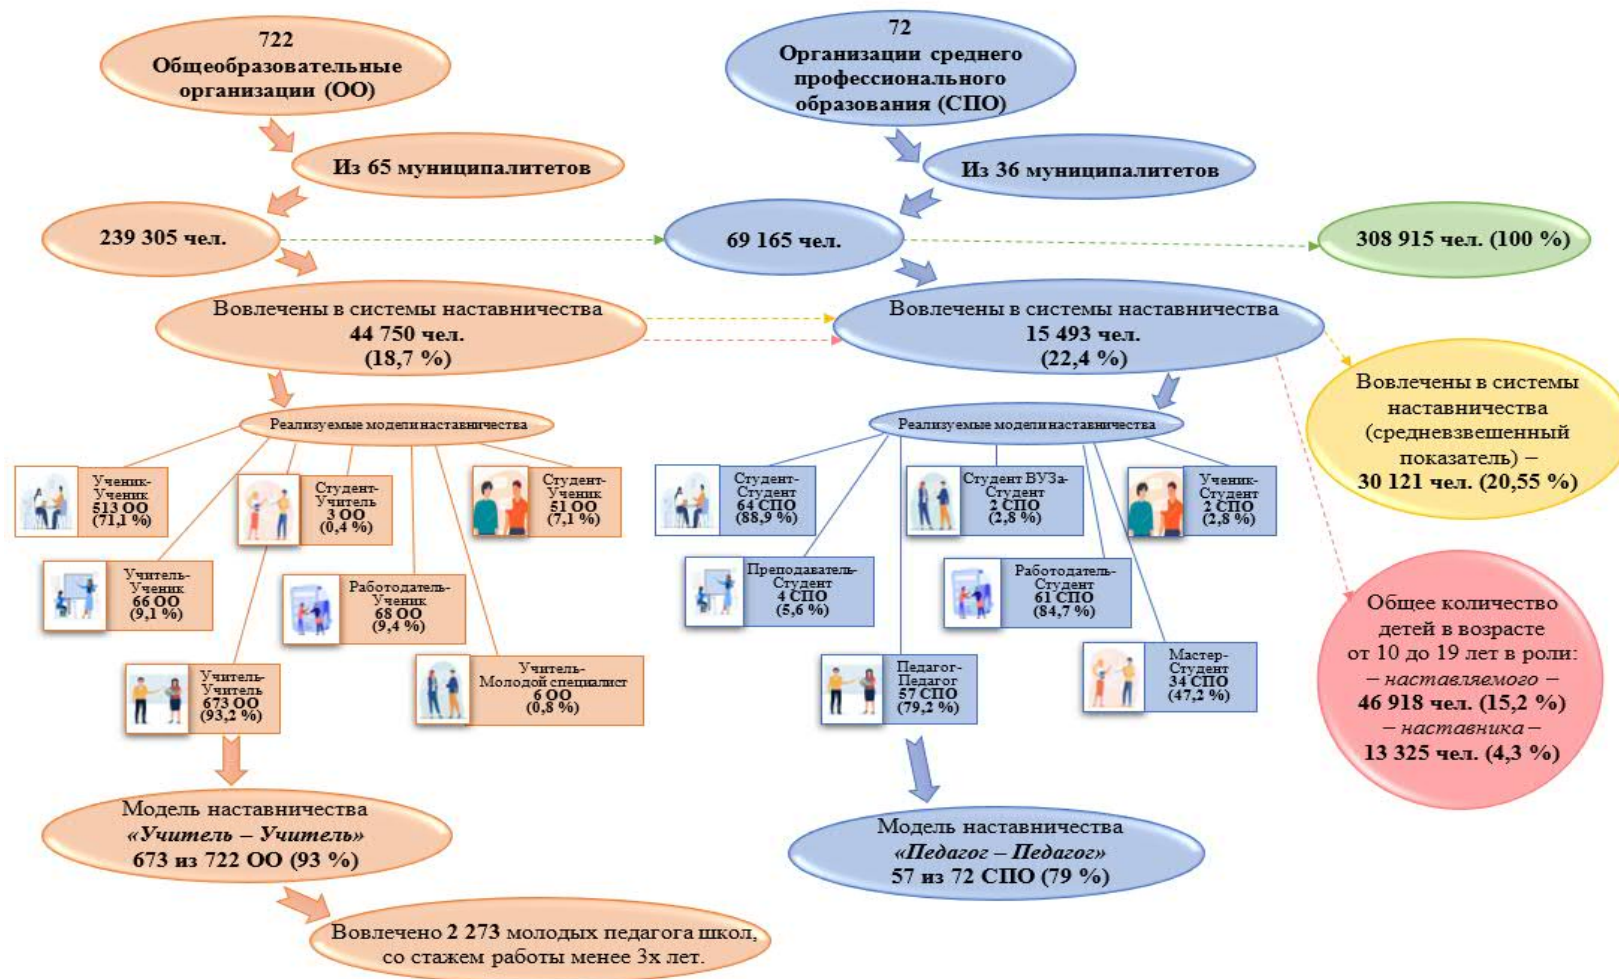 722
Общеобразовательные
организации (ОО)
Из 65 муниципалитетов
239 305 чел.
Вовлечены в системы наставничества
44 750 чел.
(18,7 %)
Реализуемые модели наставничества
Ученик-
Ученик
513 ОО
(71,1 %)
Студент-
Учитель
3 ОО
(0,4 %)
Студент-
Ученик
51 ОО
(7,1 %)
Учитель-
Ученик
66 ОО
(9,1 %)
Работодатель-
Ученик
68 ОО
(9,4 %)
Учитель-
Учитель
673 ОО
(93,2 %)
Учитель-
Молодой специалист
6 ОО
(0,8 %)
Модель наставничества
«Учитель – Учитель»
673 из 722 ОО (93 %)
Вовлечено 2 273 молодых педагога школ,
со стажем работы менее 3х лет.
72
Организации среднего
профессионального
образования (СПО)
Из 36 муниципалитетов
69 165 чел.
Вовлечены в системы наставничества
15 493 чел.
(22,4 %)
Реализуемые модели наставничества
Студент-
Студент
64 СПО
(88,9 %)
Студент ВУЗа-
Студент
2 СПО
(2,8 %)
Ученик-
Студент
2 СПО
(2,8 %)
Преподаватель-
Студент
4 СПО
(5,6 %)
Работодатель-
Студент
61 СПО
(84,7 %)
Педагог-
Педагог
57 СПО
(79,2 %)
Мастер-
Студент
34 СПО
(47,2 %)
Модель наставничества
«Педагог – Педагог»
57 из 72 СПО (79 %)
308 915 чел. (100 %)
Вовлечены в системы
наставничества
(средневзвешенный
показатель) –
30 121 чел. (20,55 %)
Общее количество
детей в возрасте
от 10 до 19 лет в роли:
– наставляемого –
46 918 чел. (15,2 %)
– наставника –
13 325 чел. (4,3 %)